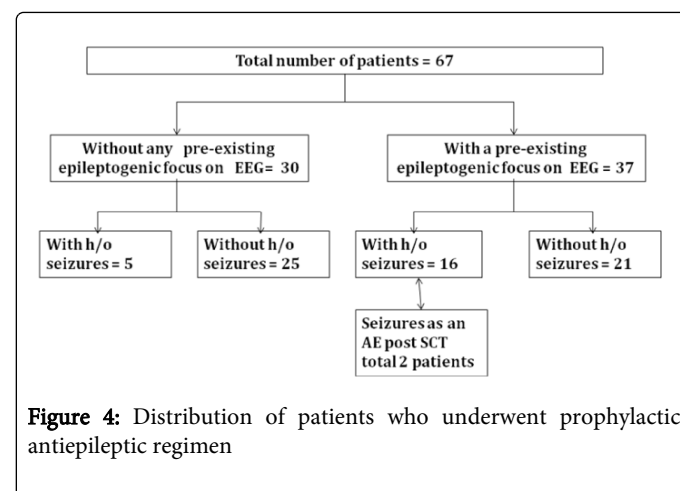 Total number of patients = 67
Without any pre-existing
epileptogenic focus on EEG= 30
With a pre-existing
epileptogenic focus on EEG = 37
With h/o
seizures = 5
Without h/o
seizures = 25
With h/o
seizures = 16
Without h/o
seizures = 21
Seizures as an
AE post SCT
total 2 patients
Figure 4: Distribution of patients who underwent prophylactic
antiepileptic regimen